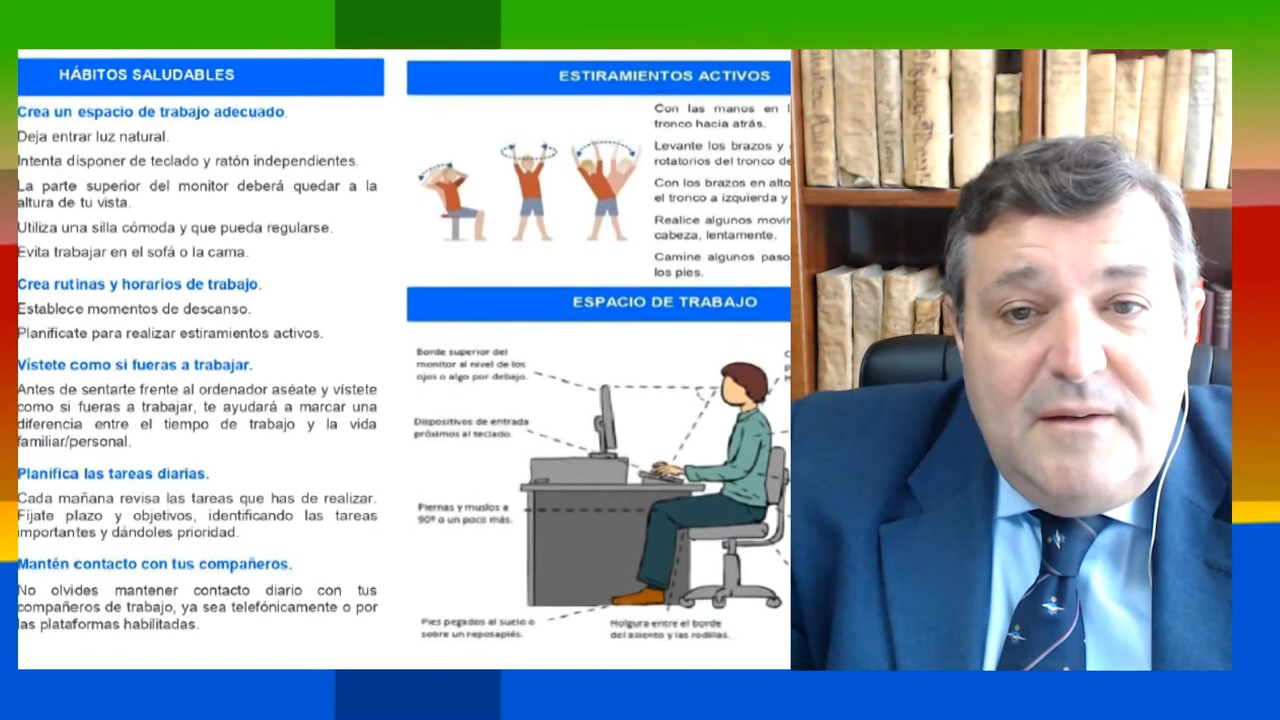 HÁBITOS SALUDABLES
Crea un espacio de trabajo adecuado.
Deja entrar luz natural.
Intenta disponer de teclado y ratón independientes.
La parte superior del monitor deberá quedar a la
altura de tu vista.
Utiliza una silla cómoda y que pueda regularse.
Evita trabajar en el sofá o la cama.
Crea rutinas y horarios de trabajo.
Establece momentos de descanso.
Planifícate para realizar estiramientos activos.
Vístete como si fueras a trabajar.
Antes de sentarte frente al ordenador aséate y vístete
como si fueras a trabajar, te ayudará a marcar una
diferencia entre el tiempo de trabajo y la vida
familiar/personal.
Planifica las tareas diarias.
Cada mañana revisa las tareas que has de realizar.
Fíjate plazo y objetivos, identificando las tareas
importantes y dándoles prioridad.
Mantén contacto con tus compañeros.
No olvides mantener contacto diario con tus
compañeros de trabajo, ya sea telefónicamente o por
las plataformas habilitadas.
ESTIRAMIENTOS ACTIVOS
Con las manos en l
tronco hacia atrás.
Levante los brazos y
rotatorios del tronco de
Con los brazos en alto
el tronco a izquierda y
Realice algunos movir
cabeza, lentamente.
Camine algunos paso
los pies.
ESPACIO DE TRABAJO
Borde superior del
monitor al nivel de los
ojos o algo por debajo.
Dispositivos de entrada
próximos al teclado.
Piernas y muslos a
90º o un poco más.
Pies pegados al suelo o
sobre un reposapiés.
Holgura entre el borde
del asiento y las rodillas.